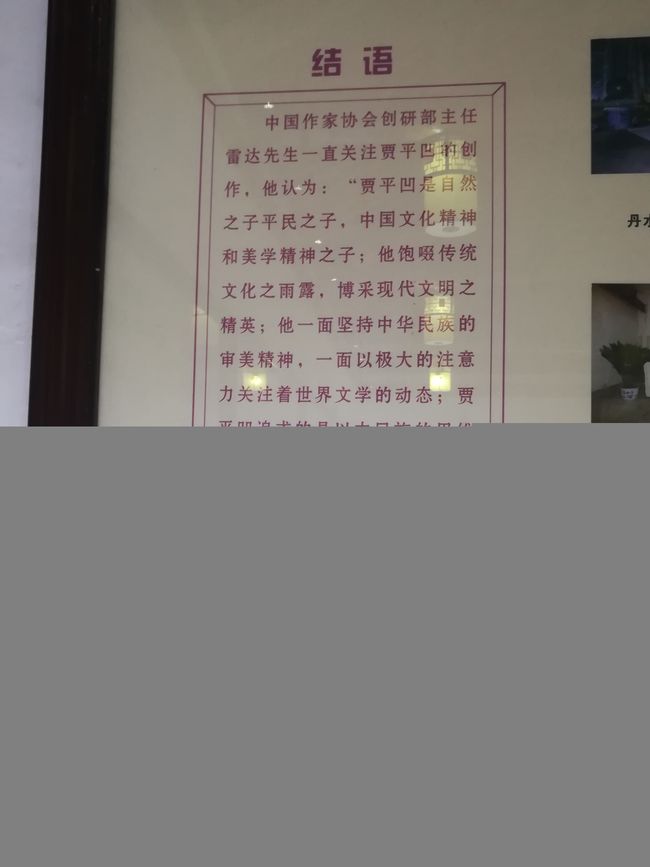 结语
中国作家协会创研部主任
雷达先生一直关注贾平凹的创
作，他认为：“贾平凹是自然
之子平民之子，中国文化精神
和美学精神之子；他饱啜传统
文化之雨露，博采现代文明之
精英；他一面坚持中华民族的
审美精神，一面以极大的注意
力关注着世界文学的动态；贾
丹水